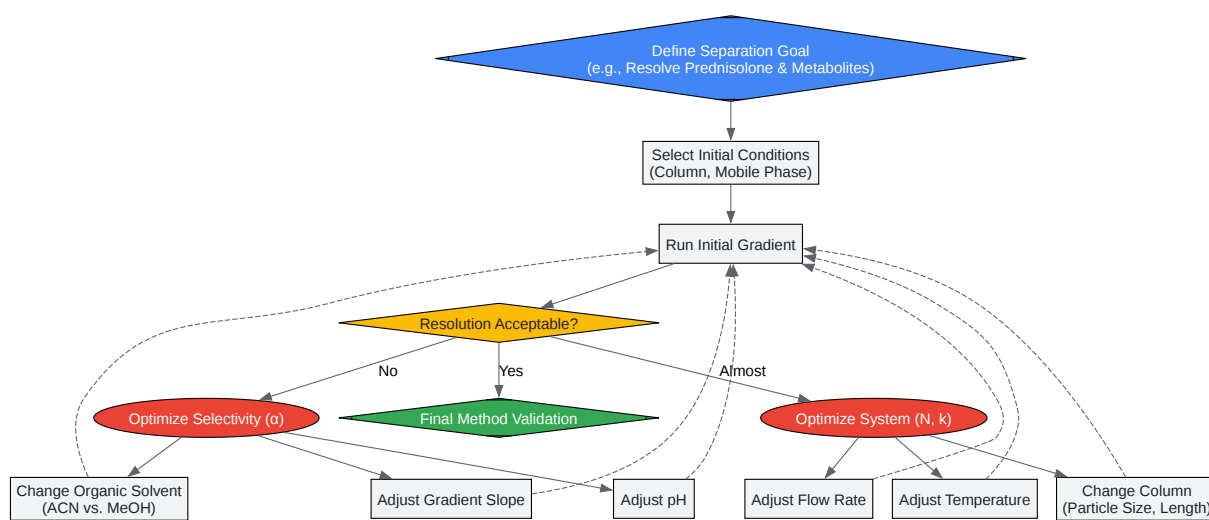 Define Separation Goal
(e.g., Resolve Prednisolone & Metabolites)
Select Initial Conditions
(Column, Mobile Phase)
Run Initial Gradient
Resolution Acceptable?
No
Yes
Almost
Optimize Selectivity (α)
Final Method Validation
Optimize System (N, k)
Change Organic Solvent
(ACN vs. MeOH)
Adjust Gradient Slope
Adjust pH
Adjust Flow Rate
Adjust Temperature
Change Column
(Particle Size, Length)